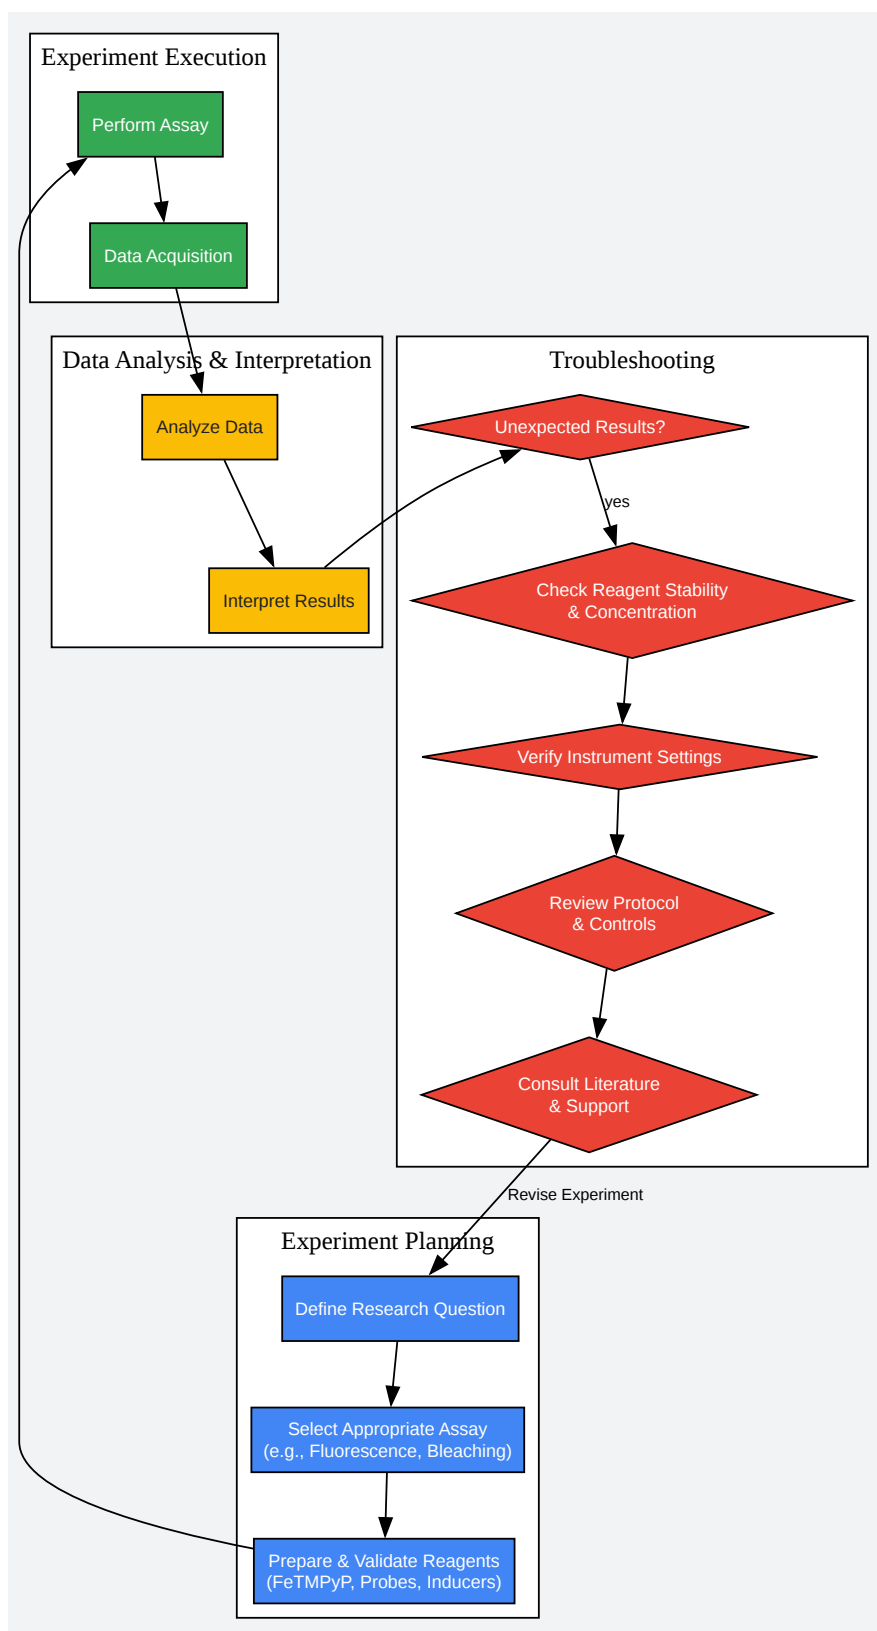 Experiment Execution
Perform Assay
Data Acquisition
Data Analysis & Interpretation
Analyze Data
Interpret Results
Troubleshooting
Unexpected Results?
yes
Check Reagent Stability
& Concentration
Verify Instrument Settings
Review Protocol
& Controls
Consult Literature
& Support
Revise Experiment
Experiment Planning
Define Research Question
Select Appropriate Assay
(e.g., Fluorescence, Bleaching)
Prepare & Validate Reagents
(FeTMPyP, Probes, Inducers)